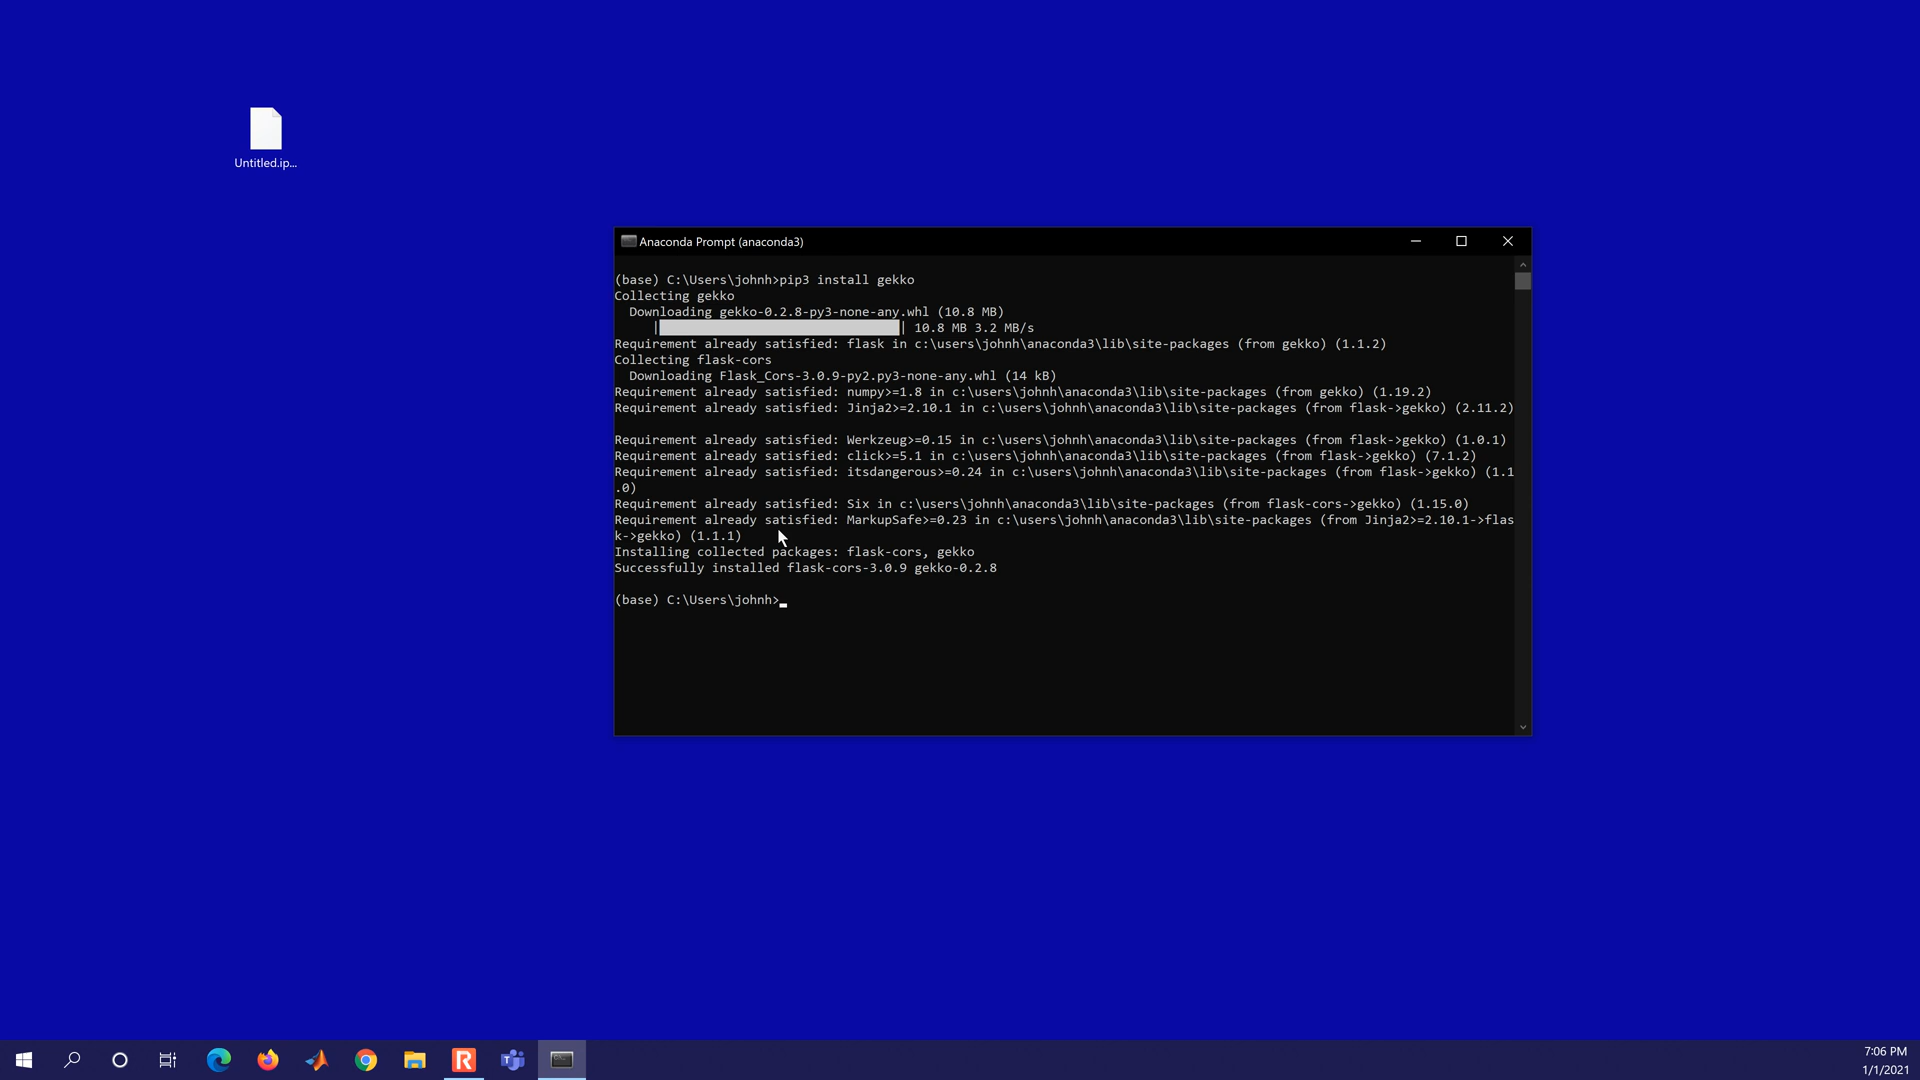 Untitled.ip...
Anaconda Prompt (anaconda3)
(base) C:\Users\johnh>pip3 install gekko
Collecting gekko
Downloading gekko-0.2.8-py3-none-any.whl (10.8 MB)
| | 10.8 MB 3.2 MB/s
Requirement already satisfied: flask in c:\users\johnh\anaconda3\lib\site-packages (from gekko) (1.1.2)
Collecting flask-cors
Downloading Flask_Cors-3.0.9-py2.py3-none-any.whl (14 kB)
Requirement already satisfied: numpy>=1.8 in c:\users\johnh\anaconda3\lib\site-packages (from gekko) (1.19.2)
Requirement already satisfied: Jinja2>=2.10.1 in c:\users\johnh\anaconda3\lib\site-packages (from flask->gekko) (2.11.2)
Requirement already satisfied: Werkzeug>=0.15 in c:\users\johnh\anaconda3\lib\site-packages (from flask->gekko) (1.0.1)
Requirement already satisfied: click>=5.1 in c:\users\johnh\anaconda3\lib\site-packages (from flask->gekko) (7.1.2)
Requirement already satisfied: itsdangerous>=0.24 in c:\users\johnh\anaconda3\lib\site-packages (from flask->gekko) (1.1
.0)
Requirement already satisfied: Six in c:\users\johnh\anaconda3\lib\site-packages (from flask-cors->gekko) (1.15.0)
Requirement already satisfied: MarkupSafe>=0.23 in c:\users\johnh\anaconda3\lib\site-packages (from Jinja2>=2.10.1->flas
k->gekko) (1.1.1)
Installing collected packages: flask-cors, gekko
Successfully installed flask-cors-3.0.9 gekko-0.2.8
(base) C:\Users\johnh>
7:06 PM
1/1/2021